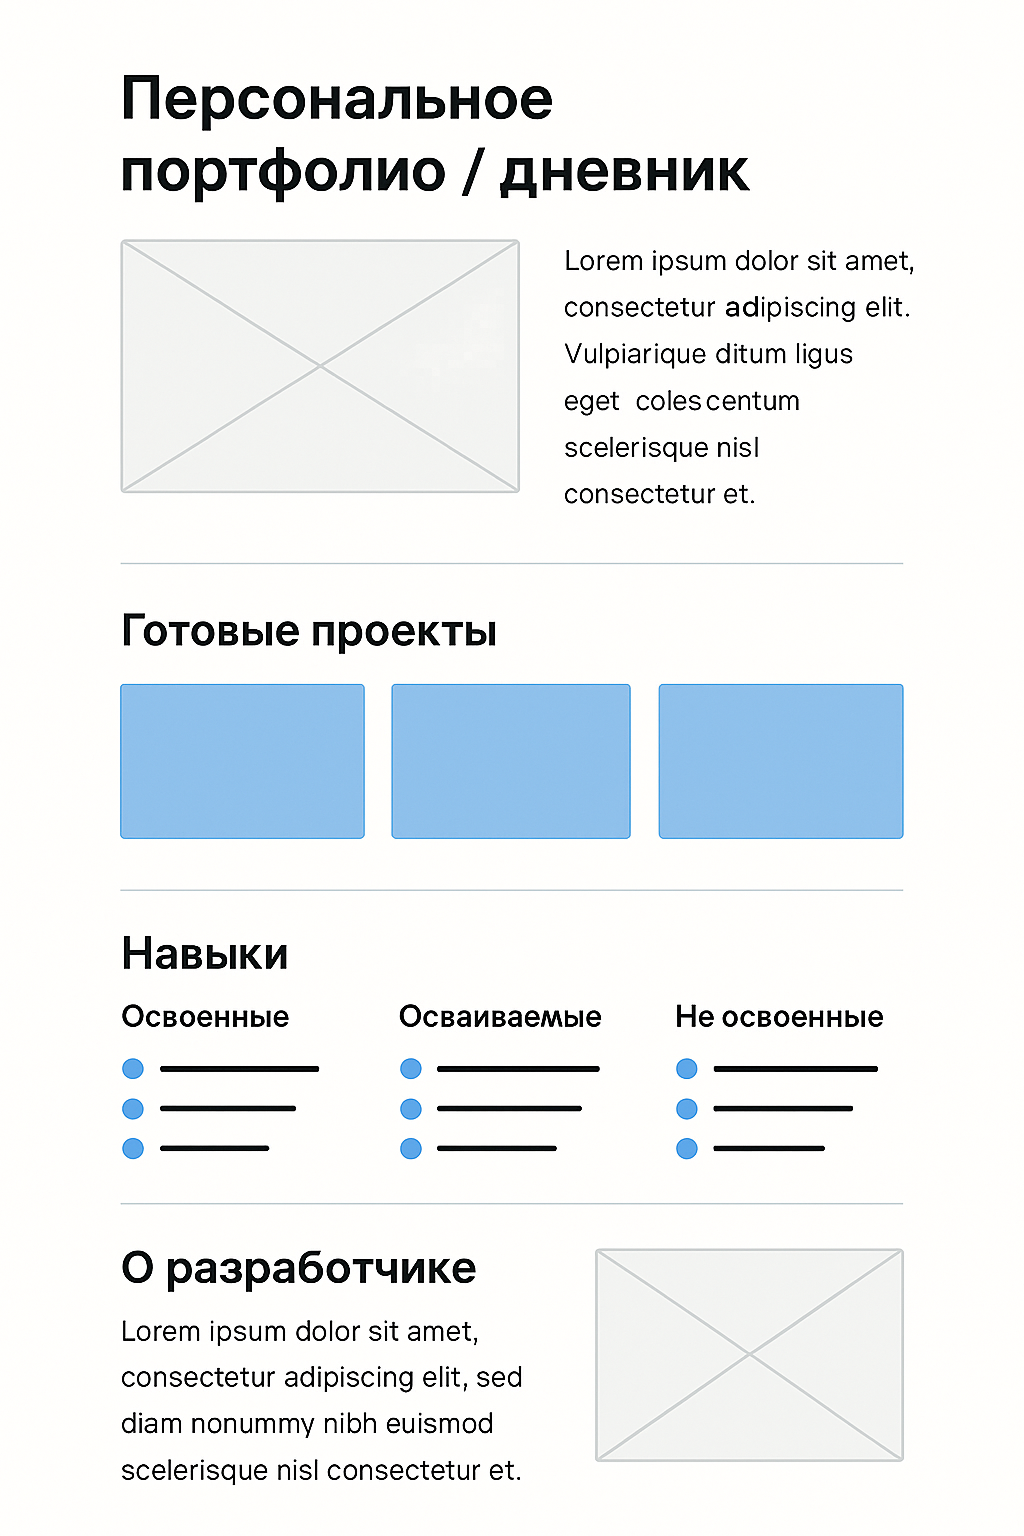 Персональное
портфолио / дневник
Lorem ipsum dolor sit amet,
consectetur adipiscing elit.
Vulpiarique ditum ligus
eget coles centum
scelerisque nisl
consectetur et.
Готовые проекты
Навыки
Освоенные
Осваиваемые
Не освоенные
О разработчике
Lorem ipsum dolor sit amet,
consectetur adipiscing elit, sed
diam nonummy nibh euismod
scelerisque nisl consectetur et.